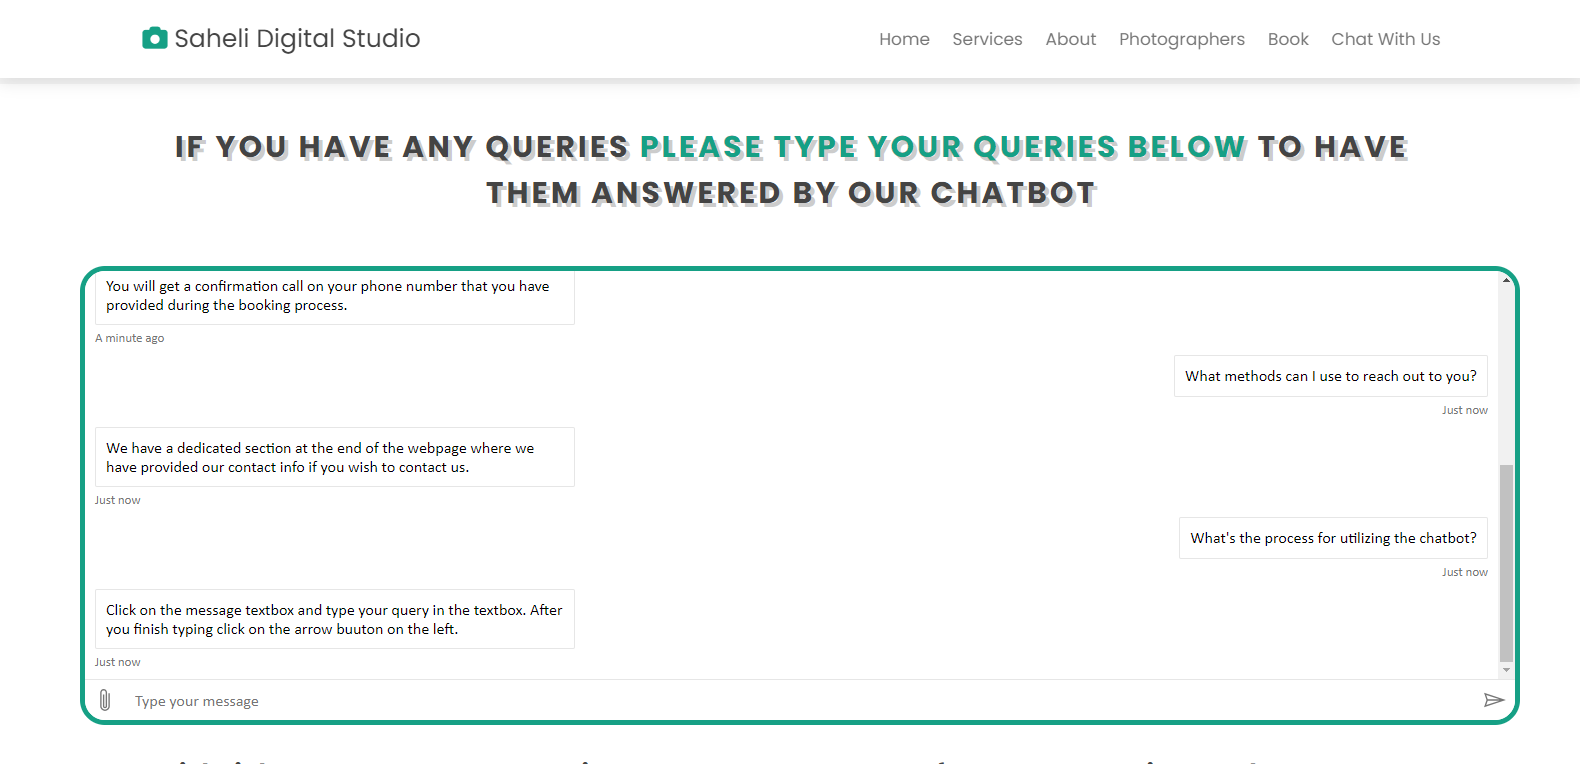 Saheli Digital Studio
Home Services About Photographers Book Chat With Us
IF YOU HAVE ANY QUERIES PLEASE TYPE YOUR QUERIES BELOW TO HAVE
THEM ANSWERED BY OUR CHATBOT
You will get a confirmation call on your phone number that you have
provided during the booking process.
A minute ago
What methods can I use to reach out to you?
Just now
We have a dedicated section at the end of the webpage where we
have provided our contact info if you wish to contact us.
Just now
What's the process for utilizing the chatbot?
Just now
Click on the message textbox and type your query in the textbox. After
you finish typing click on the arrow buuton on the left.
Just now
Type your message